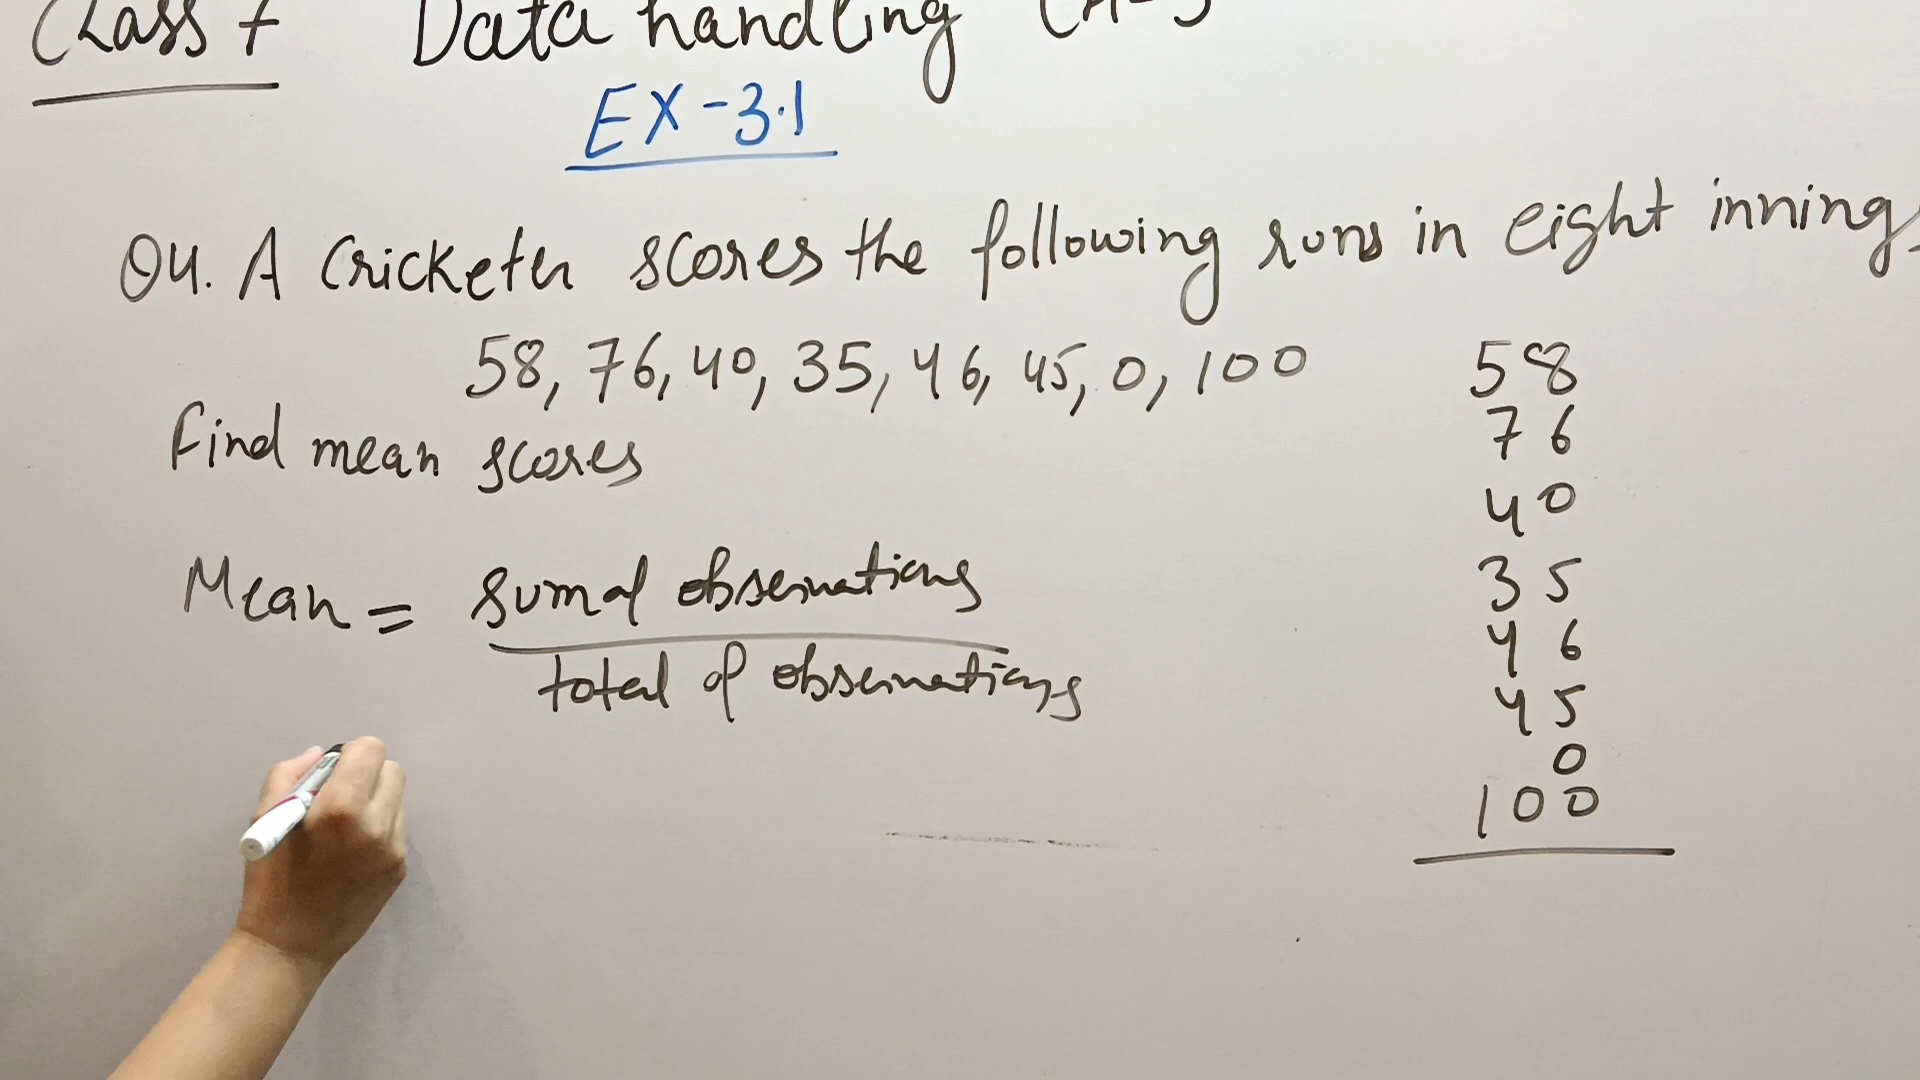 Class 7 Data handling
EX-3.1
Q4. A cricketer scores the following runs in eight innings
58, 76, 40, 35, 46, 45, 0, 100
find mean scores
Mean = sum of observations
total of observations
58
76
40
35
46
45
0
100